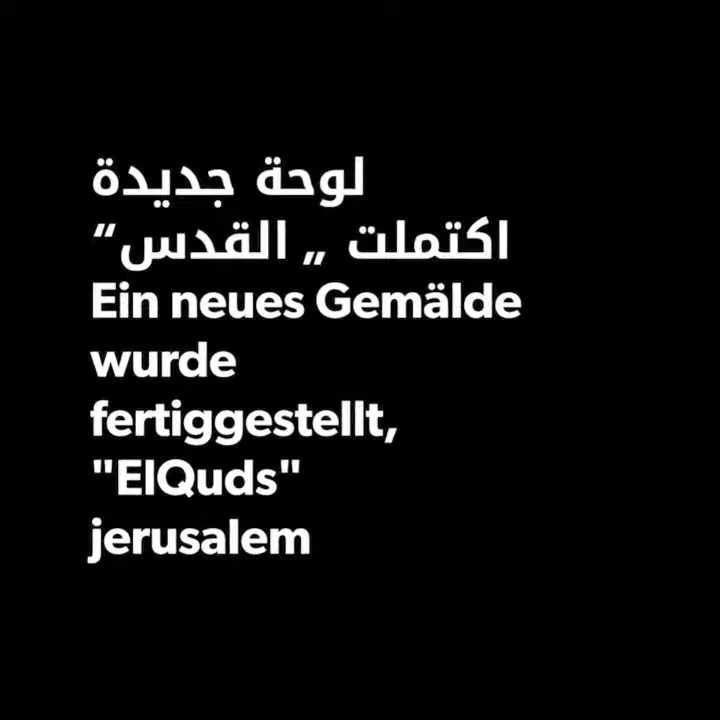 لوحة جديدة
اكتملت „ القدس“
Ein neues Gemälde
wurde
fertiggestellt,
"ElQuds"
jerusalem